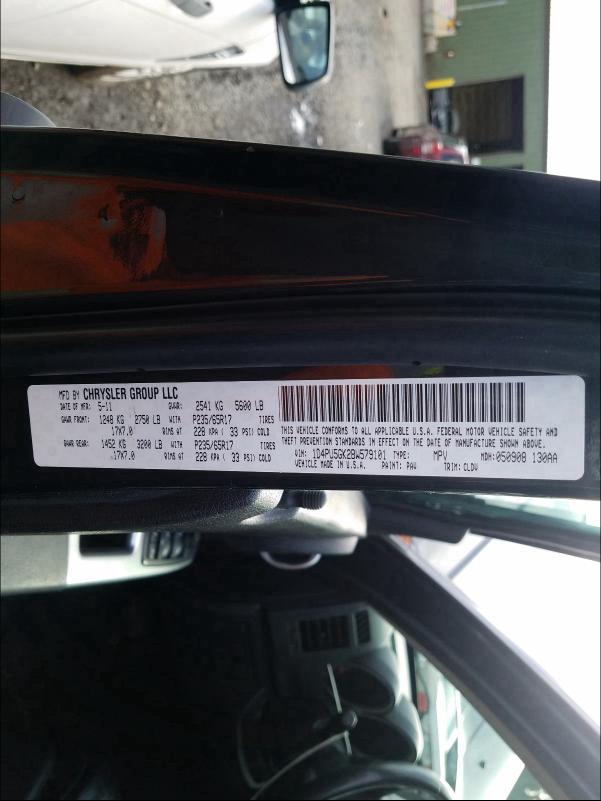 MFD BY CHRYSLER GROUP LLC
DATE OF MFR: 5-11 GVWR: 2541 KG 5600 LB
GAWR FRONT: 1248 KG 2750 LB WITH P235/65R17 TIRES
17X7.0 RIMS AT 228 KPA ( 33 PSI) COLD
GAWR REAR: 1452 KG 3200 LB WITH P235/65R17 TIRES
17X7.0 RIMS AT 228 KPA ( 33 PSI) COLD
THIS VEHICLE CONFORMS TO ALL APPLICABLE U.S.A. FEDERAL MOTOR VEHICLE SAFETY AND
THEFT PREVENTION STANDARDS IN EFFECT ON THE DATE OF MANUFACTURE SHOWN ABOVE.
VIN: 1D4PU5GK2BW579101 TYPE: MPV MDH: 050908 130AA
VEHICLE MADE IN U.S.A. PAINT: PAV TRIM: CLDV